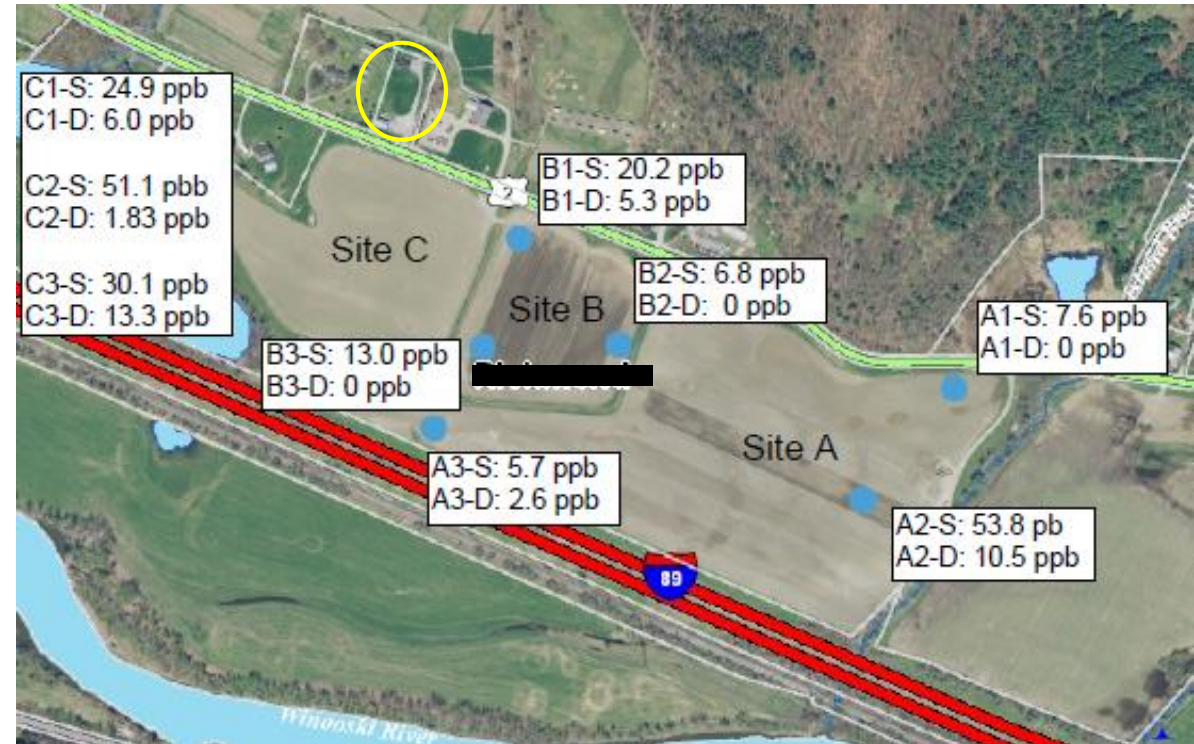 C1-S: 24.9 ppb
C1-D: 6.0 ppb
C2-S: 51.1 pbb
C2-D: 1.83 ppb
C3-S: 30.1 ppb
C3-D: 13.3 ppb
2
B1-S: 20.2 ppb
B1-D: 5.3 ppb
Site C
B2-S: 6.8 ppb
B2-D: 0 ppb
Site B
A1-S: 7.6 ppb
A1-D: 0 ppb
B3-S: 13.0 ppb
B3-D: 0 ppb
Site A
A3-S: 5.7 ppb
A3-D: 2.6 ppb
A2-S: 53.8 pb
A2-D: 10.5 ppb
89
Winooski River